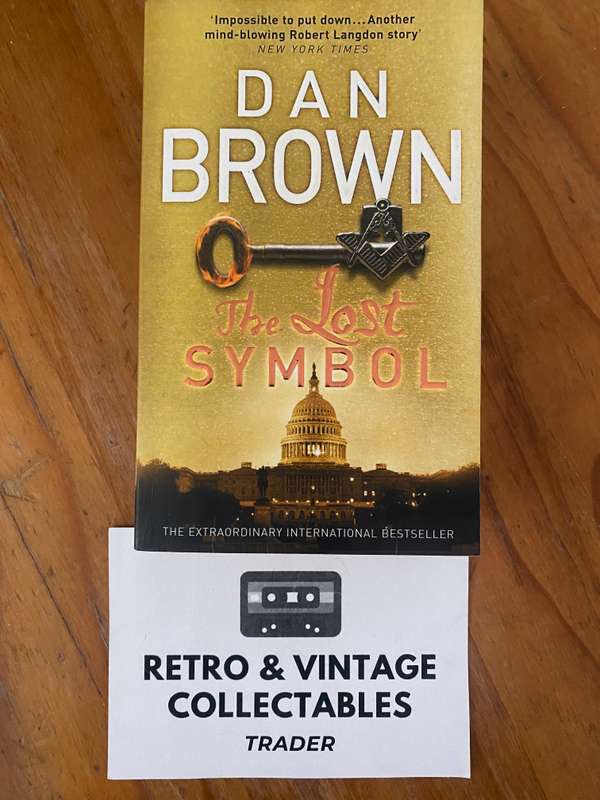 'Impossible to put down...Another
mind-blowing Robert Langdon story'
NEW YORK TIMES
DAN
BROWN
The Lost
SYMBOL
THE EXTRAORDINARY INTERNATIONAL BESTSELLER
RETRO & VINTAGE
COLLECTABLES
TRADER